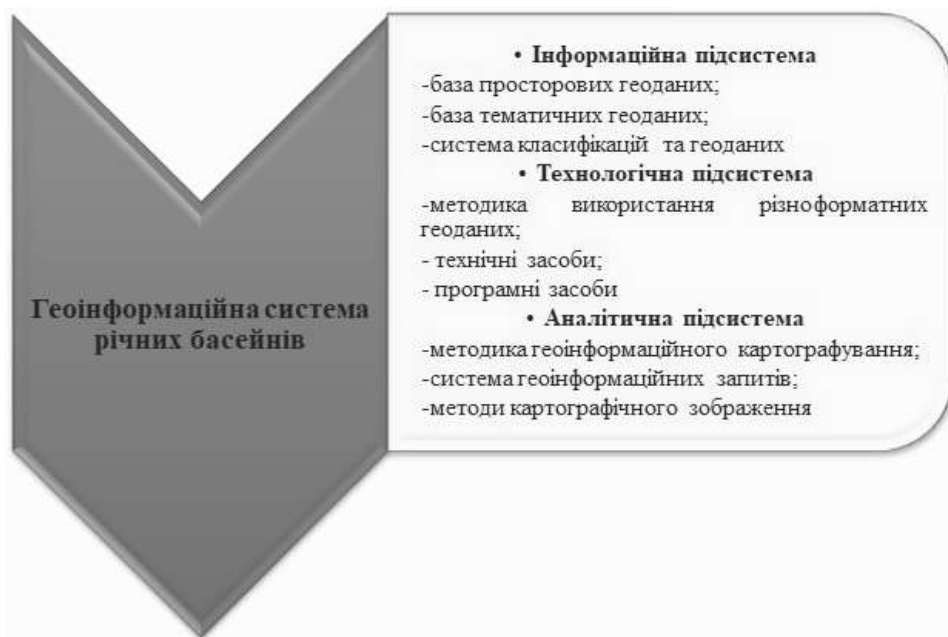 Геоінформаційна система
річних басейнів
• Інформаційна підсистема
-база просторових геоданих;
-база тематичних геоданих;
-система класифікацій та геоданих
• Технологічна підсистема
-методика використання різноформатних
геоданих;
- технічні засоби;
- програмні засоби
• Аналітична підсистема
-методика геоінформаційного картографування;
-система геоінформаційних запитів;
-методи картографічного зображення